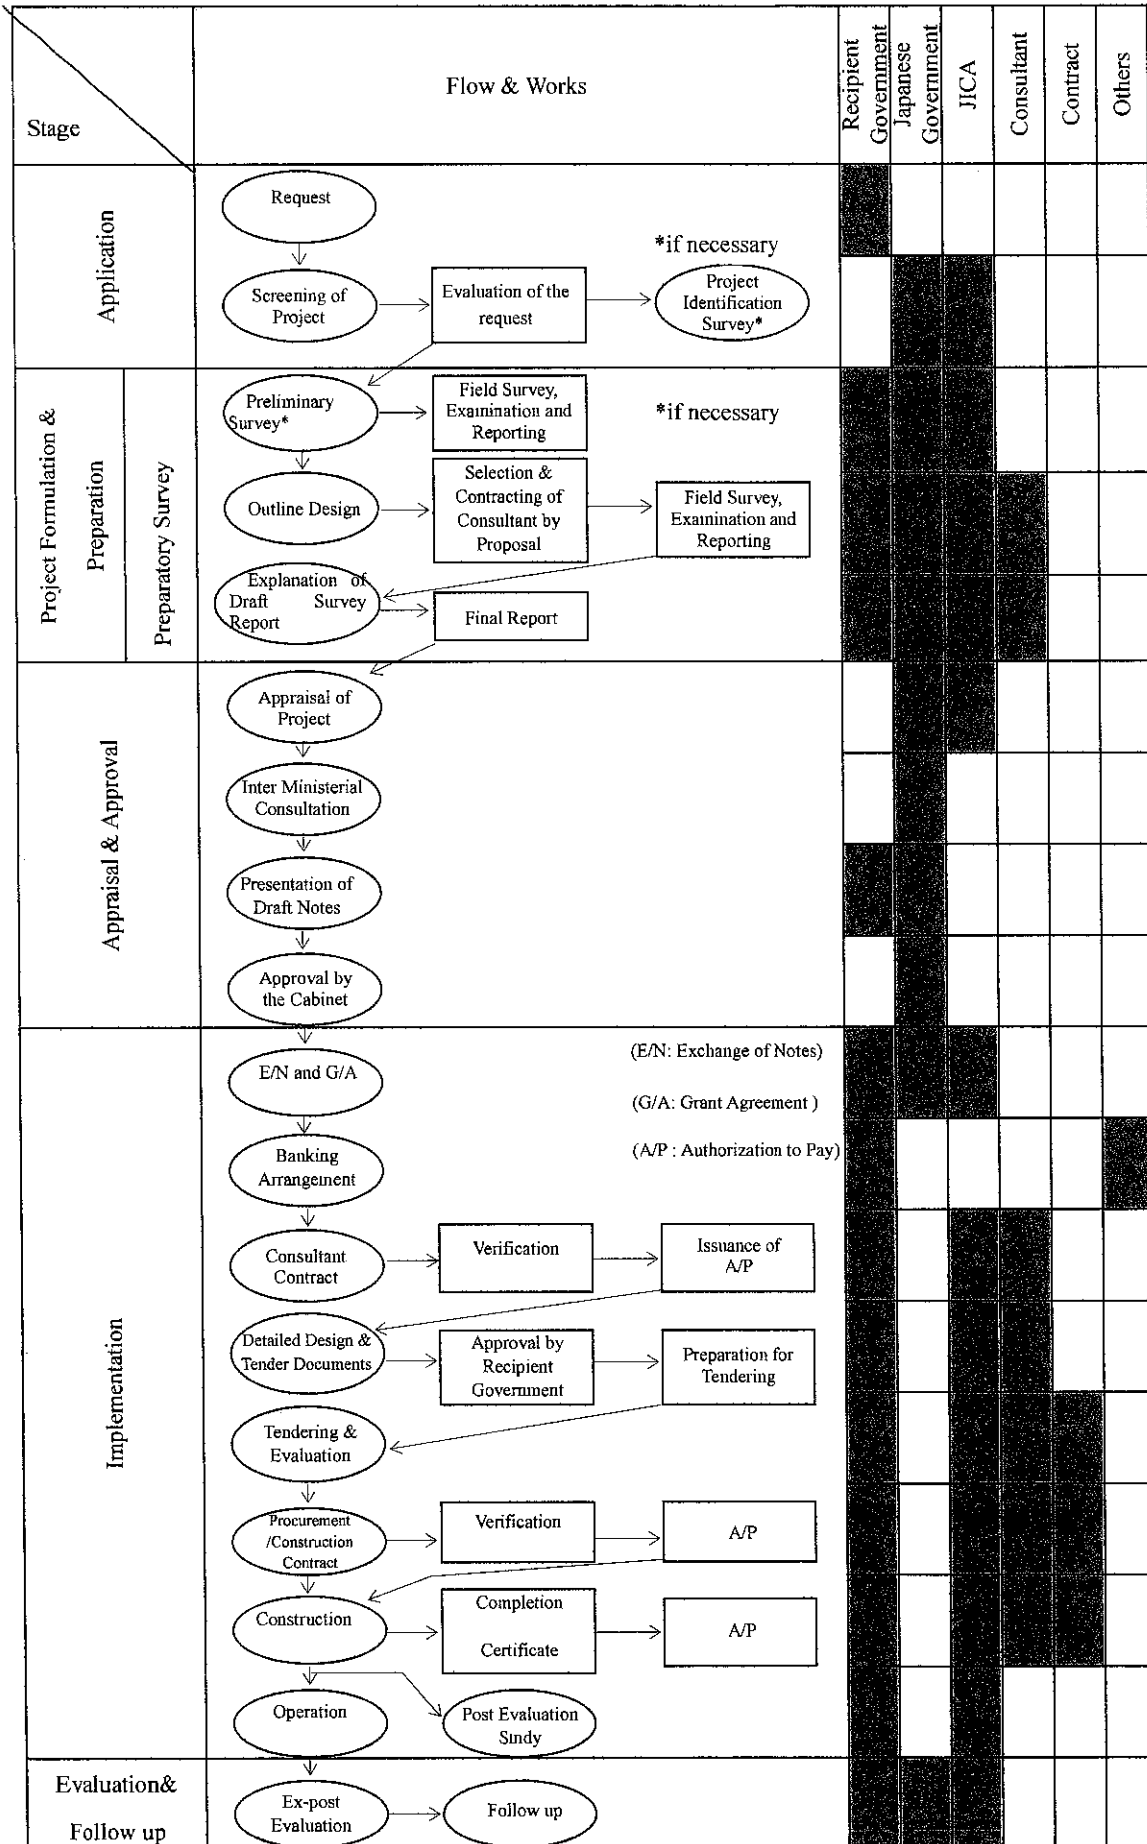 Stage
Flow & Works
Recipient
Government
Japanese
Government
JICA
Consultant
Contract
Others
Application
Request
*if necessary
Screening of
Project
Evaluation of the
request
Project
Identification
Survey*
Project Formulation &
Preparation
Preparatory Survey
Preliminary
Survey*
Field Survey,
Examination and
Reporting
*if necessary
Outline Design
Selection &
Contracting of
Consultant by
Proposal
Field Survey,
Examination and
Reporting
Explanation of
Draft Survey
Report
Final Report
Appraisal & Approval
Appraisal of
Project
Inter Ministerial
Consultation
Presentation of
Draft Notes
Approval by
the Cabinet
Implementation
E/N and G/A
(E/N: Exchange of Notes)
(G/A: Grant Agreement )
(A/P : Authorization to Pay)
Banking
Arrangement
Consultant
Contract
Verification
Issuance of
A/P
Detailed Design &
Tender Documents
Approval by
Recipient
Government
Preparation for
Tendering
Tendering &
Evaluation
Procurement
/Construction
Contract
Verification
A/P
Construction
Completion
Certificate
A/P
Operation
Post Evaluation
Sindy
Evaluation&
Follow up
Ex-post
Evaluation
Follow up